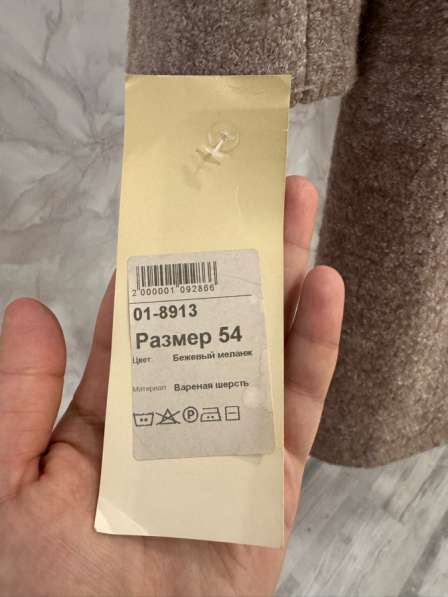 2 000001 092866
01-8913
Размер 54
Цвет: Бежевый меланж
Материал: Вареная шерсть
P